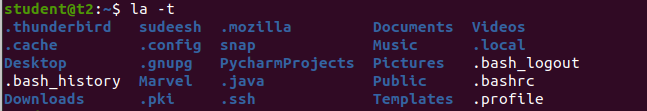 student@t2:~$ la -t
.thunderbird sudeesh .mozilla Documents Videos
.cache .config snap Music .local
Desktop .gnupg PycharmProjects Pictures .bash_logout
.bash_history Marvel .java Public .bashrc
Downloads .pki .ssh Templates .profile